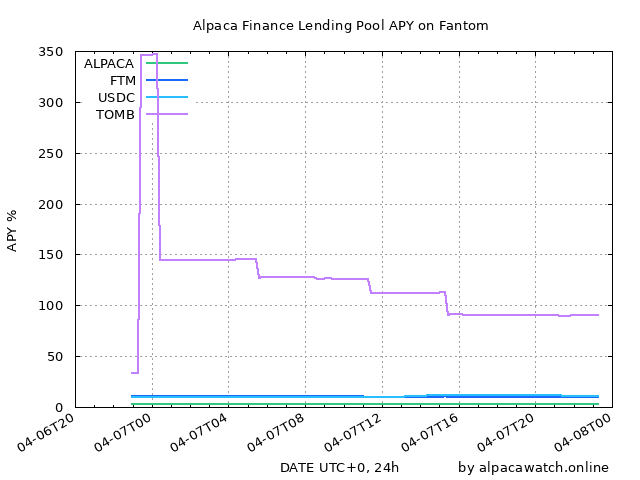 Alpaca Finance Lending Pool APY on Fantom
350
300
250
200
150
100
50
0
APY %
ALPACA
FTM
USDC
TOMB
04-06T20
04-07T00
04-07T04
04-07T08
04-07T12
04-07T16
04-07T20
04-08T00
DATE UTC+0, 24h
by alpacawatch.online